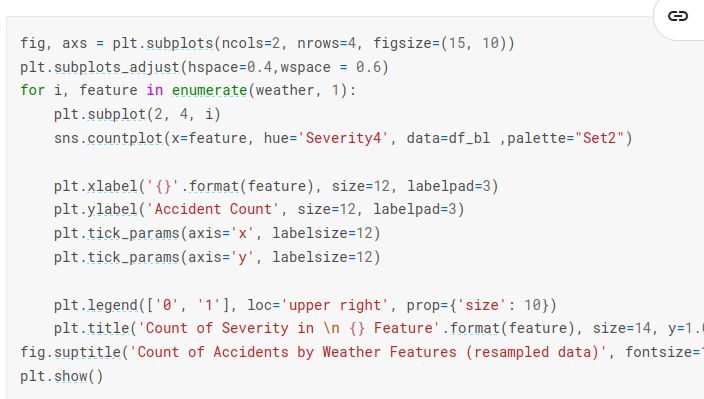 fig, axs = plt.subplots(ncols=2, nrows=4, figsize=(15, 10))
plt.subplots_adjust(hspace=0.4,wspace = 0.6)
for i, feature in enumerate(weather, 1):
    plt.subplot(2, 4, i)
    sns.countplot(x=feature, hue='Severity4', data=df_bl ,palette="Set2")

    plt.xlabel('{}'.format(feature), size=12, labelpad=3)
    plt.ylabel('Accident Count', size=12, labelpad=3)
    plt.tick_params(axis='x', labelsize=12)
    plt.tick_params(axis='y', labelsize=12)

    plt.legend(['0', '1'], loc='upper right', prop={'size': 10})
    plt.title('Count of Severity in \n {} Feature'.format(feature), size=14, y=1.
fig.suptitle('Count of Accidents by Weather Features (resampled data)', fontsize=
plt.show()